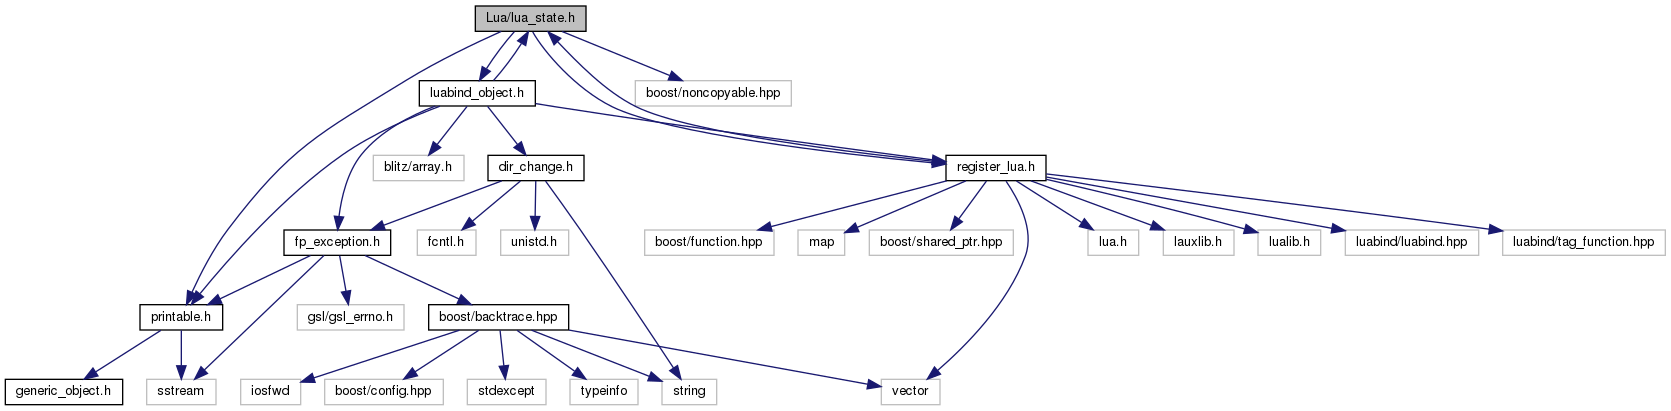 Lua/lua_state.h
luabind_object.h
boost/noncopyable.hpp
blitz/array.h
dir_change.h
register_lua.h
fp_exception.h
fcntl.h
unistd.h
boost/function.hpp
map
boost/shared_ptr.hpp
lua.h
lauxlib.h
lualib.h
luabind/luabind.hpp
luabind/tag_function.hpp
printable.h
gsl/gsl_errno.h
boost/backtrace.hpp
generic_object.h
sstream
iosfwd
boost/config.hpp
stdexcept
typeinfo
string
vector